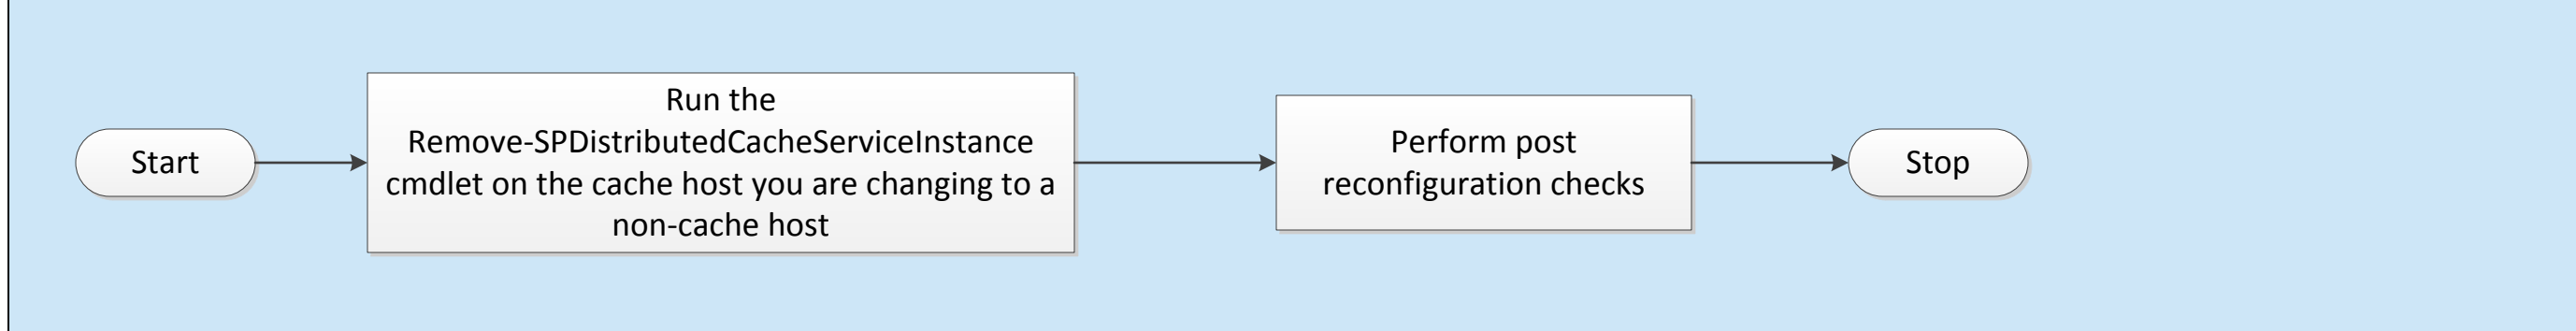 Start
Run the
Remove-SPDistributedCacheServiceInstance
cmdlet on the cache host you are changing to a
non-cache host
Perform post
reconfiguration checks
Stop